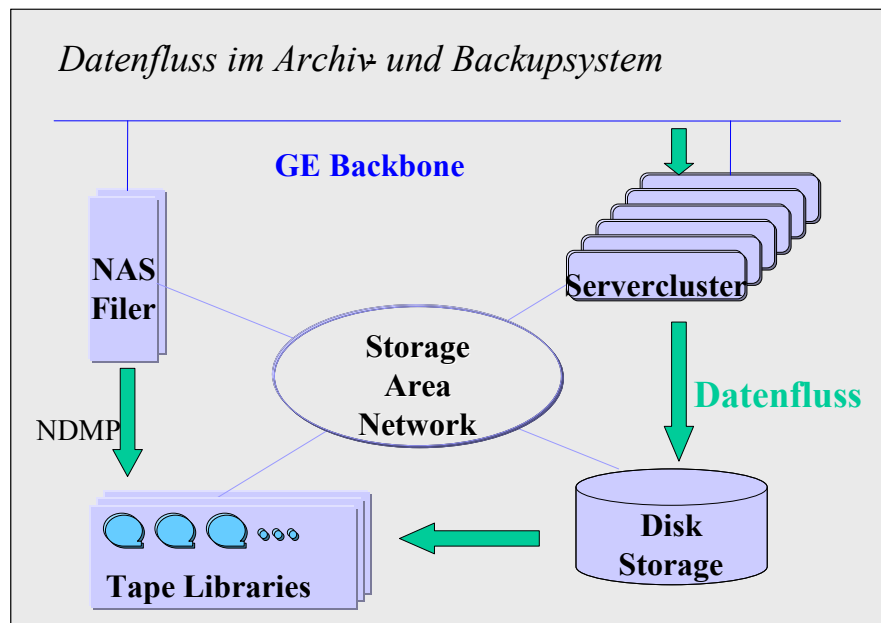 Datenfluss im Archiv- und Backupsystem
GE Backbone
NAS
Filer
Servercluster
Storage
Area
Network
Datenfluss
NDMP
Disk
Storage
Tape Libraries